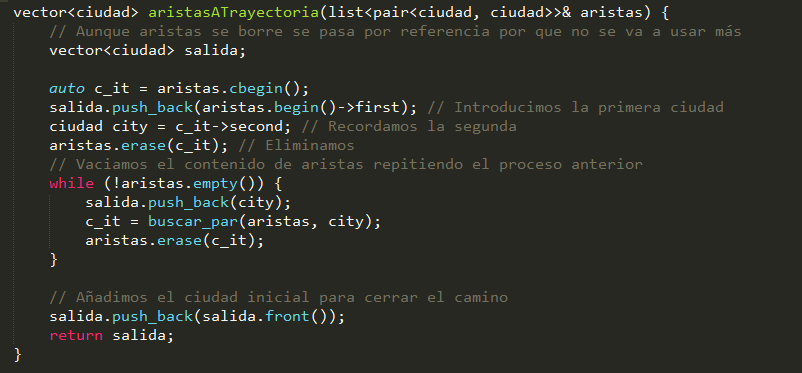 vector<ciudad> aristasATrayectoria(list<pair<ciudad, ciudad>>& aristas) {
    // Aunque aristas se borre se pasa por referencia por que no se va a usar más
    vector<ciudad> salida;

    auto c_it = aristas.cbegin();
    salida.push_back(aristas.begin()->first); // Introducimos la primera ciudad
    ciudad city = c_it->second; // Recordamos la segunda
    aristas.erase(c_it); // Eliminamos
    // Vaciamos el contenido de aristas repitiendo el proceso anterior
    while (!aristas.empty()) {
        salida.push_back(city);
        c_it = buscar_par(aristas, city);
        aristas.erase(c_it);
    }

    // Añadimos el ciudad inicial para cerrar el camino
    salida.push_back(salida.front());
    return salida;
}